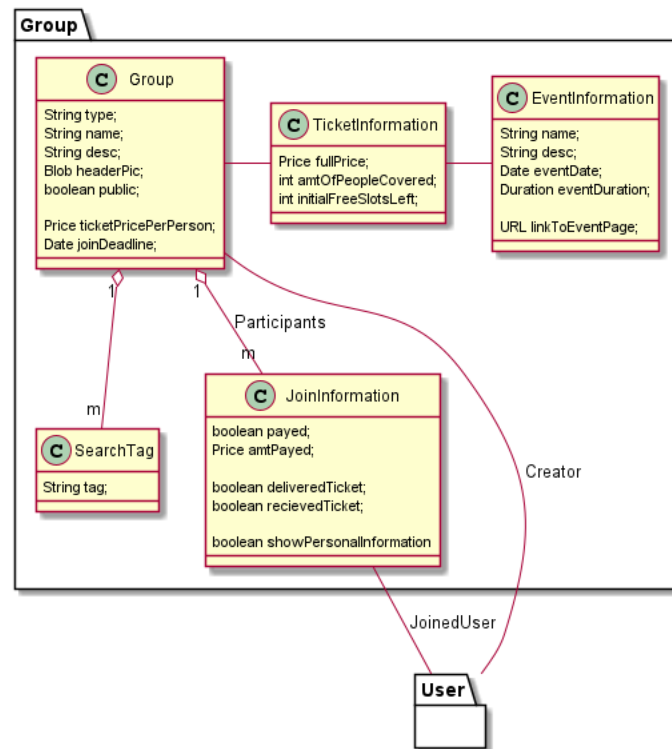 Group
C Group
String type;
String name;
String desc;
Blob headerPic;
boolean public;
Price ticketPricePerPerson;
Date joinDeadline;
C TicketInformation
Price fullPrice;
int amtOfPeopleCovered;
int initialFreeSlotsLeft;
C EventInformation
String name;
String desc;
Date eventDate;
Duration eventDuration;
URL linkToEventPage;
1
1
Participants
m
m
C SearchTag
String tag;
C JoinInformation
boolean payed;
Price amtPayed;
boolean deliveredTicket;
boolean recievedTicket;
boolean showPersonalInformation
Creator
JoinedUser
User